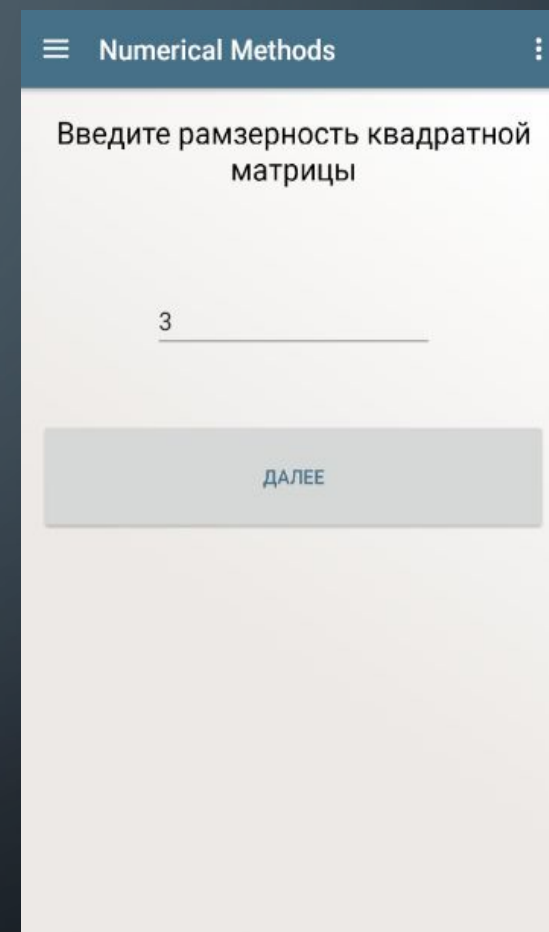 Numerical Methods
Введите рамзерность квадратной
матрицы
3
ДАЛЕЕ